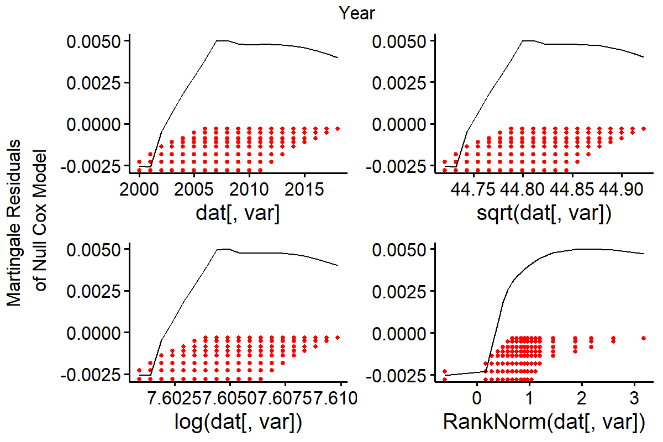 Year
Martingale Residuals
of Null Cox Model
0.0050
0.0025
0.0000
-0.0025
2000 2005 2010 2015
dat[, var]
0.0050
0.0025
0.0000
-0.0025
44.75 44.80 44.85 44.90
sqrt(dat[, var])
0.0050
0.0025
0.0000
-0.0025
7.6025 7.6050 7.6075 7.6100
log(dat[, var])
0.0050
0.0025
0.0000
-0.0025
0 1 2 3
RankNorm(dat[, var])